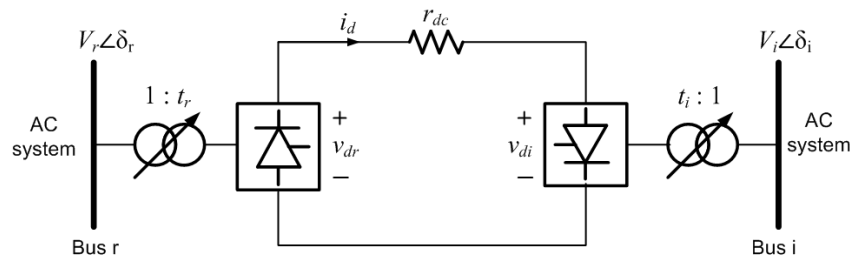 V_r∠δ_r
i_d
r_dc
V_i∠δ_i
1 : t_r
t_i : 1
AC
system
+
v_dr
−
+
v_di
−
AC
system
Bus r
Bus i